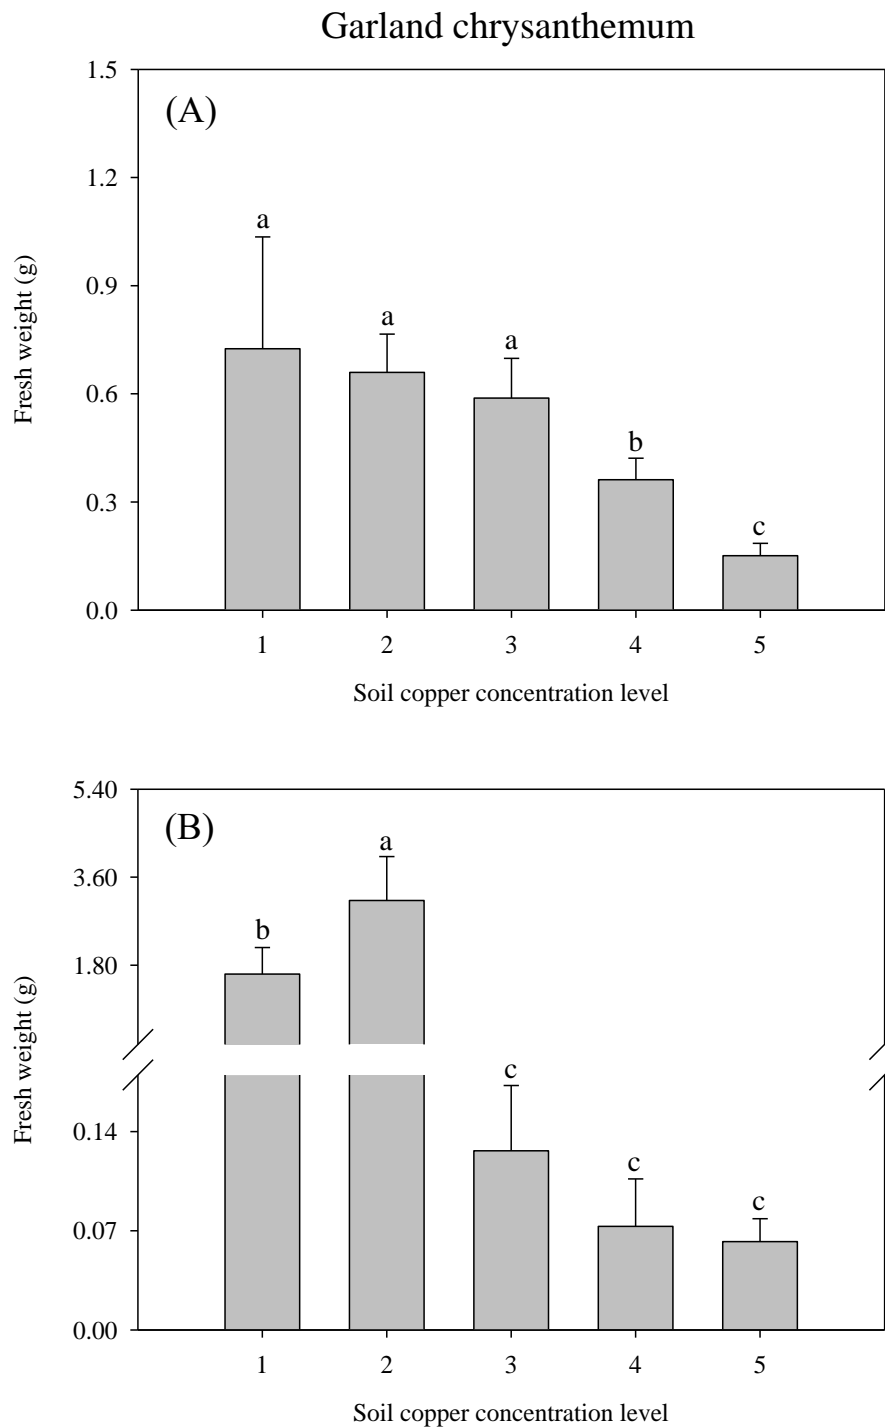 Garland chrysanthemum
(A)
Fresh weight (g)
1.5
1.2
0.9
0.6
0.3
0.0
a
a
a
b
c
1 2 3 4 5
Soil copper concentration level
(B)
Fresh weight (g)
5.40
3.60
1.80
0.14
0.07
0.00
b
a
c
c
c
1 2 3 4 5
Soil copper concentration level